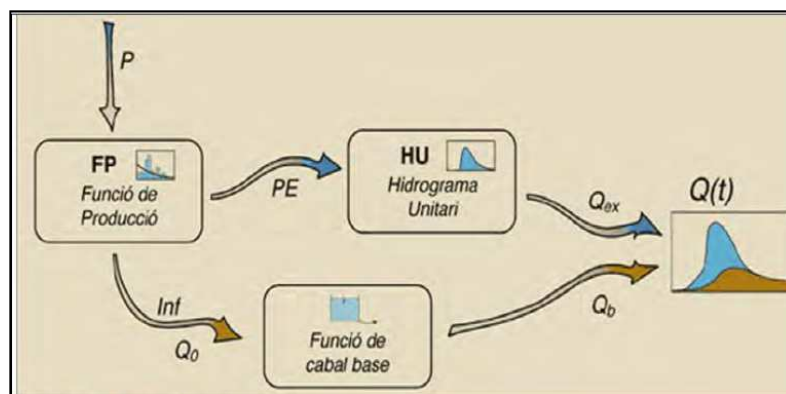 P
FP
Funció de
Producció
PE
HU
Hidrograma
Unitari
Qex
Q(t)
Inf
Q0
Funció de
cabal base
Qb